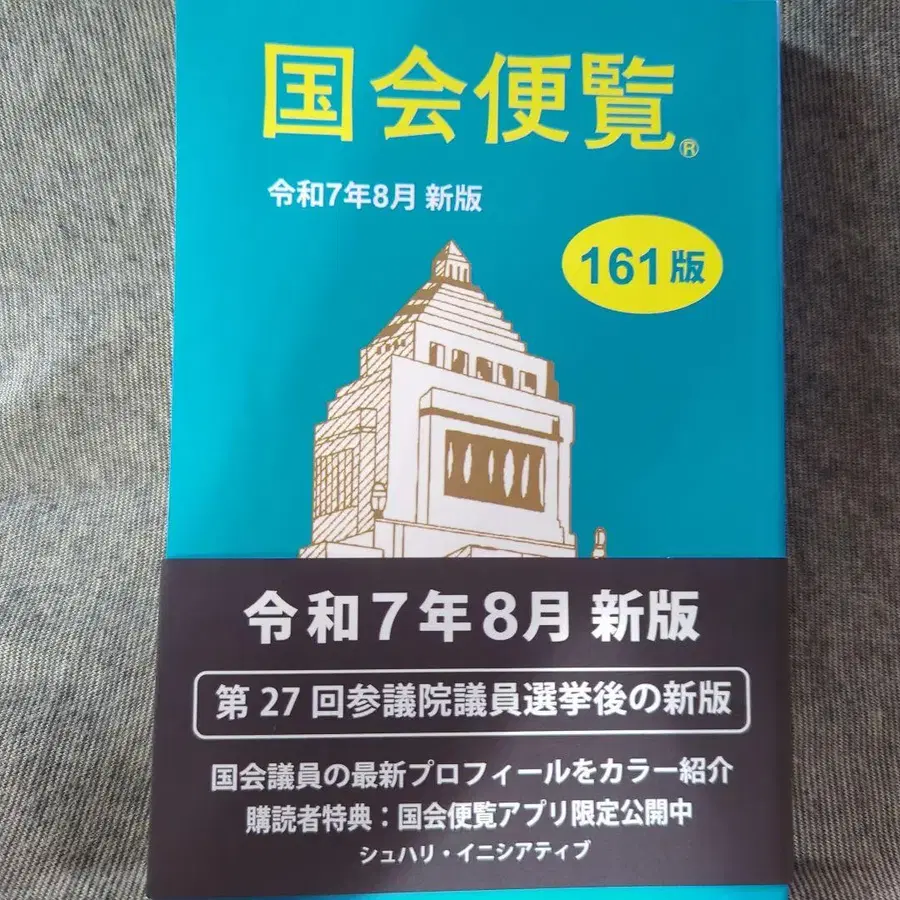 国会便覧®
令和7年8月 新版
161版
令和7年8月 新版
第27回参議院議員選挙後の新版
国会議員の最新プロフィールをカラー紹介
購読者特典：国会便覧アプリ限定公開中
シュハリ・イニシアティブ